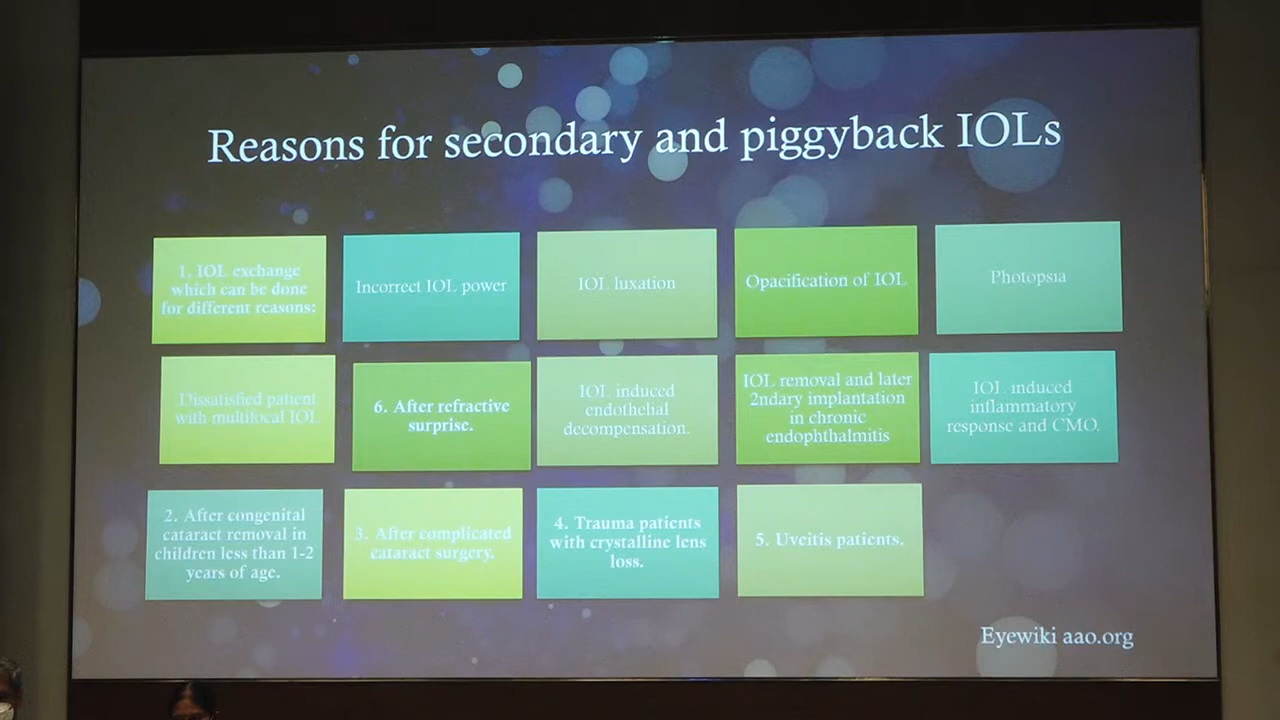 Reasons for secondary and piggyback IOLs
1. IOL exchange
which can be done
for different reasons:
Incorrect IOL power
IOL luxation
Opacification of IOL
Photopsia
Dissatisfied patient
with multifocal IOL
6. After refractive
surprise.
IOL induced
endothelial
decompensation.
IOL removal and later
2ndary implantation
in chronic
endophthalmitis
IOL induced
inflammatory
response and CMO.
2. After congenital
cataract removal in
children less than 1-2
years of age.
3. After complicated
cataract surgery.
4. Trauma patients
with crystalline lens
loss.
5. Uveitis patients.
Eyewiki aao.org